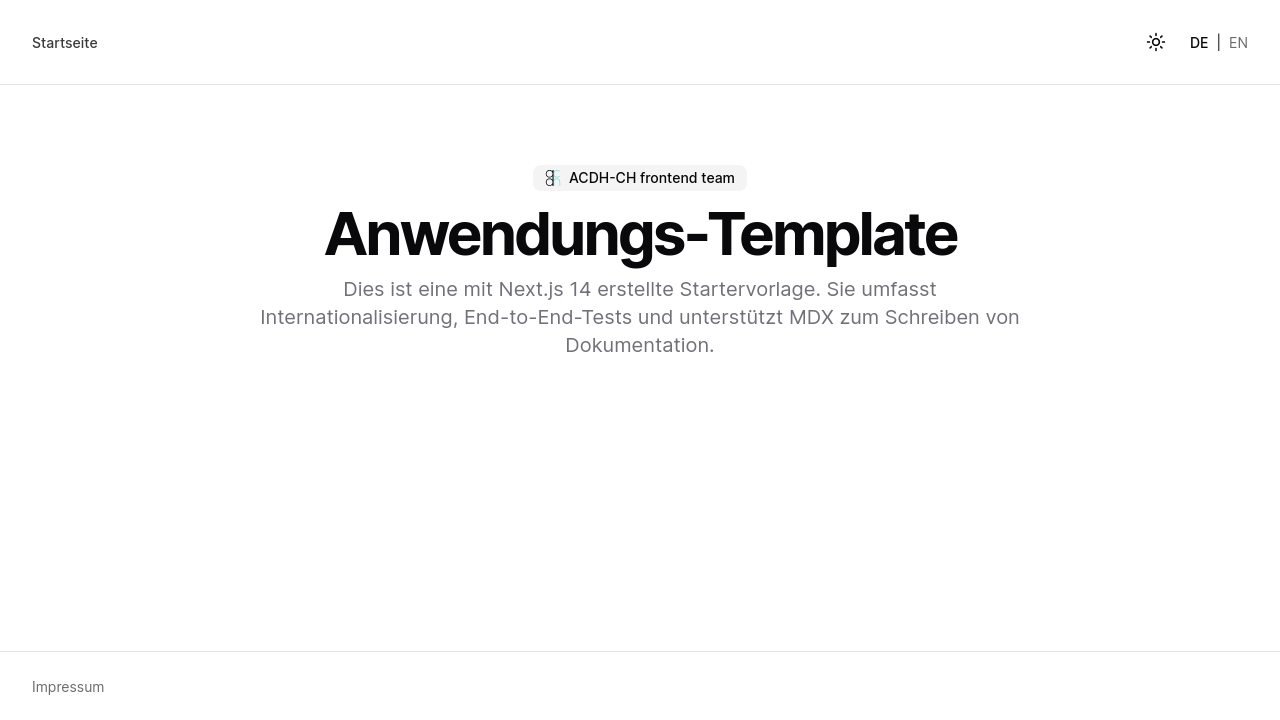 Startseite
DE | EN
ACDH-CH frontend team
Anwendungs-Template
Dies ist eine mit Next.js 14 erstellte Startervorlage. Sie umfasst
Internationalisierung, End-to-End-Tests und unterstützt MDX zum Schreiben von
Dokumentation.
Impressum